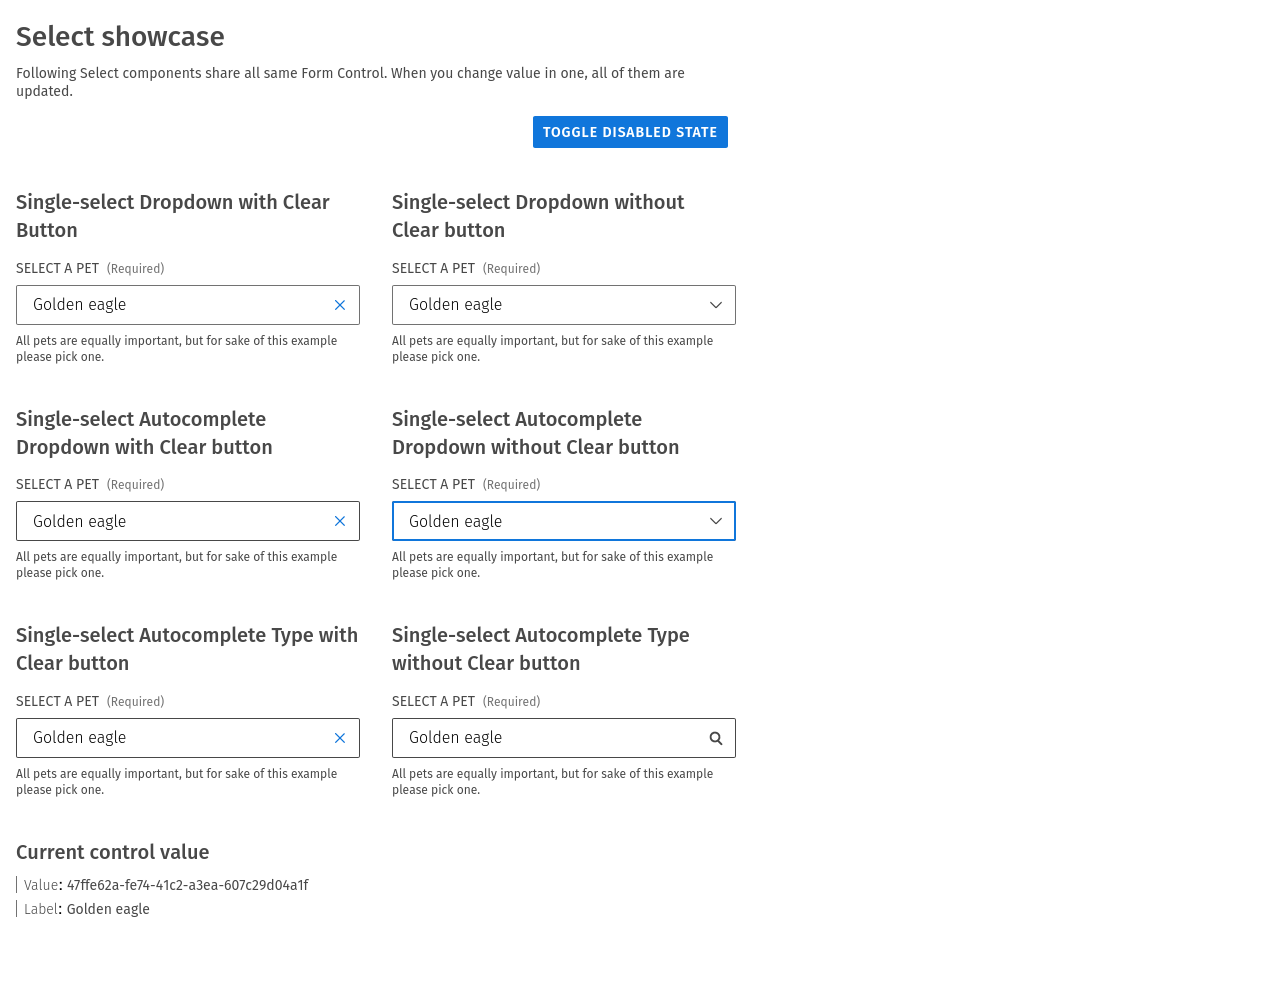 Select showcase
Following Select components share all same Form Control. When you change value in one, all of them are
updated.
TOGGLE DISABLED STATE
Single-select Dropdown with Clear
Button
SELECT A PET (Required)
Golden eagle
All pets are equally important, but for sake of this example
please pick one.
Single-select Dropdown without
Clear button
SELECT A PET (Required)
Golden eagle
All pets are equally important, but for sake of this example
please pick one.
Single-select Autocomplete
Dropdown with Clear button
SELECT A PET (Required)
Golden eagle
All pets are equally important, but for sake of this example
please pick one.
Single-select Autocomplete
Dropdown without Clear button
SELECT A PET (Required)
Golden eagle
All pets are equally important, but for sake of this example
please pick one.
Single-select Autocomplete Type with
Clear button
SELECT A PET (Required)
Golden eagle
All pets are equally important, but for sake of this example
please pick one.
Single-select Autocomplete Type
without Clear button
SELECT A PET (Required)
Golden eagle
All pets are equally important, but for sake of this example
please pick one.
Current control value
Value: 47ffe62a-fe74-41c2-a3ea-607c29d04a1f
Label: Golden eagle